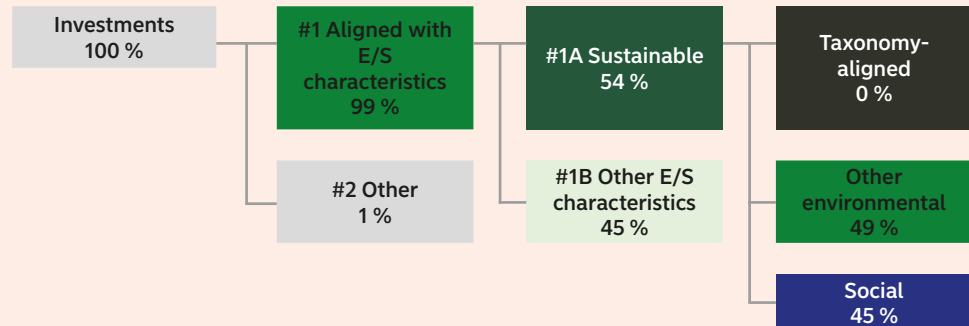 Investments
100 %
#1 Aligned with
E/S
characteristics
99 %
#1A Sustainable
54 %
Taxonomy-
aligned
0 %
#2 Other
1 %
#1B Other E/S
characteristics
45 %
Other
environmental
49 %
Social
45 %